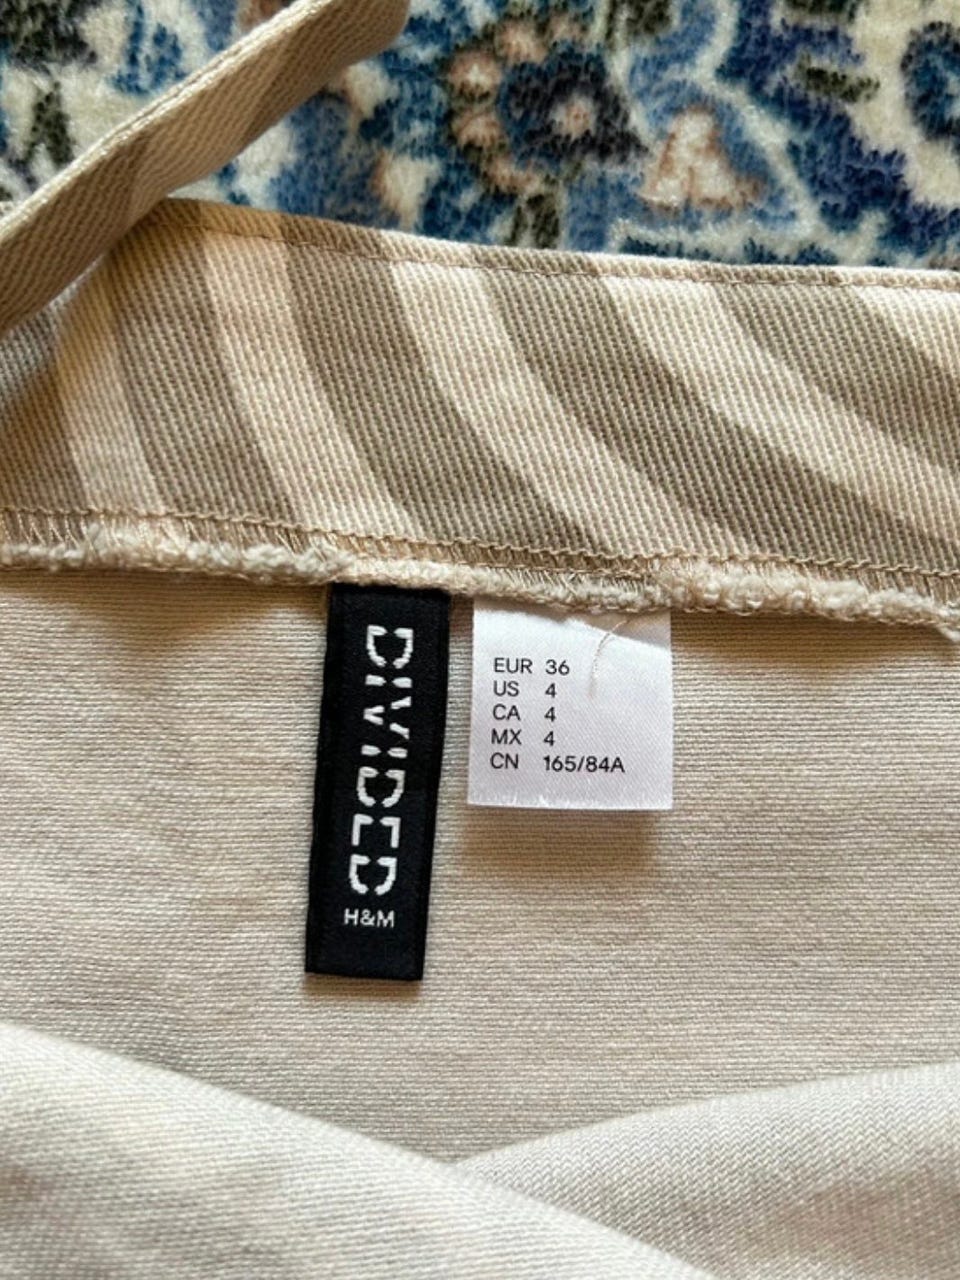 DIVIDED
H&M
EUR 36
US 4
CA 4
MX 4
CN 165/84A